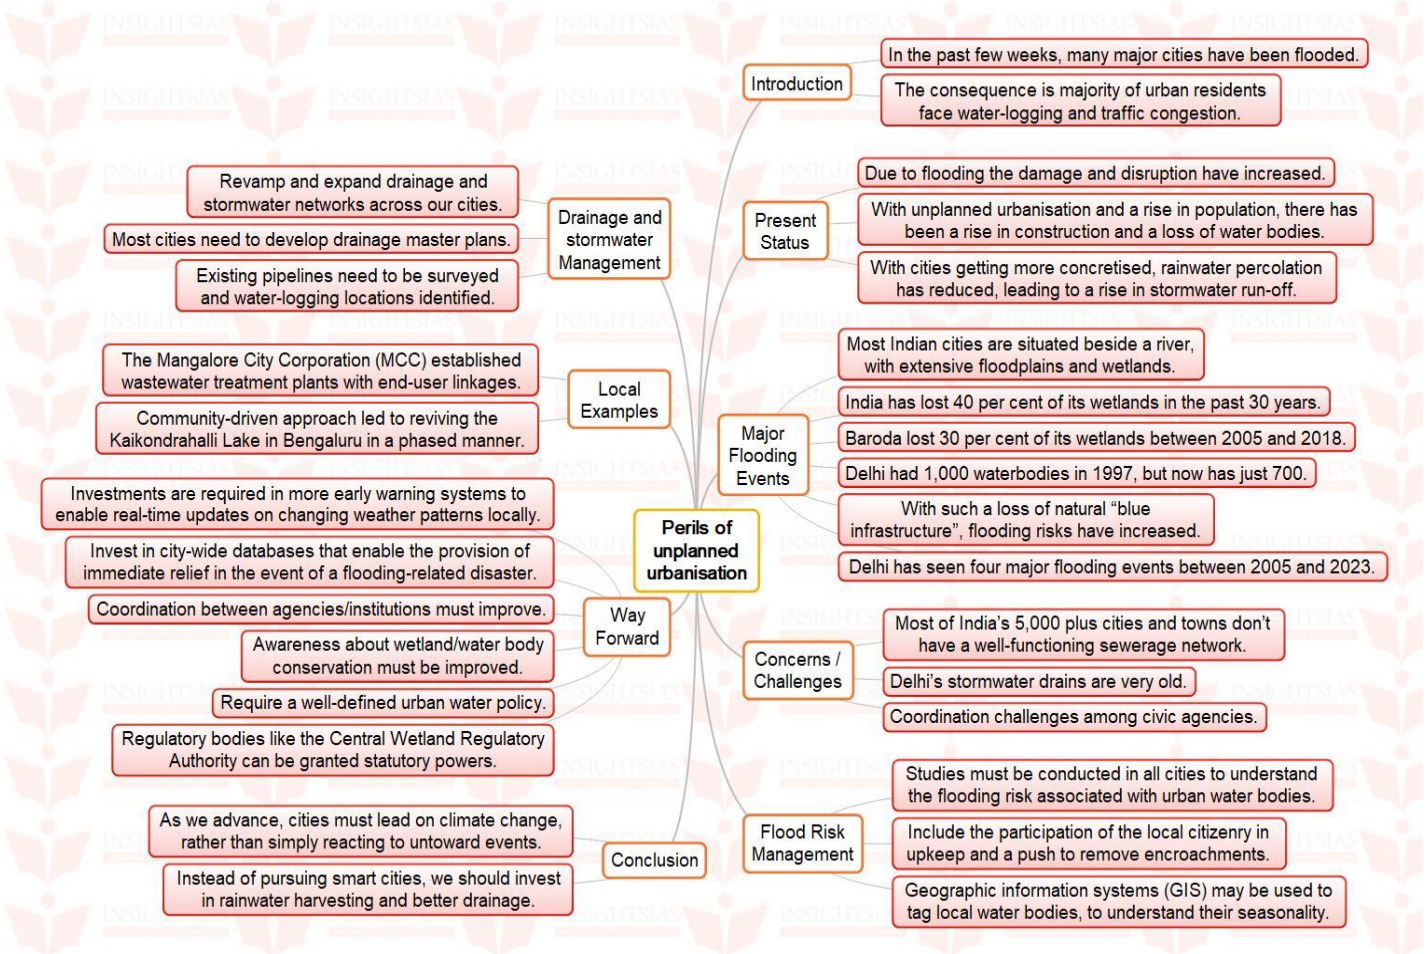 Perils of
unplanned
urbanisation
Introduction
In the past few weeks, many major cities have been flooded.
The consequence is majority of urban residents
face water-logging and traffic congestion.
Present
Status
Due to flooding the damage and disruption have increased.
With unplanned urbanisation and a rise in population, there has
been a rise in construction and a loss of water bodies.
With cities getting more concretised, rainwater percolation
has reduced, leading to a rise in stormwater run-off.
Major
Flooding
Events
Most Indian cities are situated beside a river,
with extensive floodplains and wetlands.
India has lost 40 per cent of its wetlands in the past 30 years.
Baroda lost 30 per cent of its wetlands between 2005 and 2018.
Delhi had 1,000 waterbodies in 1997, but now has just 700.
With such a loss of natural “blue
infrastructure”, flooding risks have increased.
Delhi has seen four major flooding events between 2005 and 2023.
Concerns /
Challenges
Most of India’s 5,000 plus cities and towns don’t
have a well-functioning sewerage network.
Delhi’s stormwater drains are very old.
Coordination challenges among civic agencies.
Flood Risk
Management
Studies must be conducted in all cities to understand
the flooding risk associated with urban water bodies.
Include the participation of the local citizenry in
upkeep and a push to remove encroachments.
Geographic information systems (GIS) may be used to
tag local water bodies, to understand their seasonality.
Drainage and
stormwater
Management
Revamp and expand drainage and
stormwater networks across our cities.
Most cities need to develop drainage master plans.
Existing pipelines need to be surveyed
and water-logging locations identified.
Local
Examples
The Mangalore City Corporation (MCC) established
wastewater treatment plants with end-user linkages.
Community-driven approach led to reviving the
Kaikondrahalli Lake in Bengaluru in a phased manner.
Way
Forward
Investments are required in more early warning systems to
enable real-time updates on changing weather patterns locally.
Invest in city-wide databases that enable the provision of
immediate relief in the event of a flooding-related disaster.
Coordination between agencies/institutions must improve.
Awareness about wetland/water body
conservation must be improved.
Require a well-defined urban water policy.
Regulatory bodies like the Central Wetland Regulatory
Authority can be granted statutory powers.
Conclusion
As we advance, cities must lead on climate change,
rather than simply reacting to untoward events.
Instead of pursuing smart cities, we should invest
in rainwater harvesting and better drainage.
INSIGHTSIAS